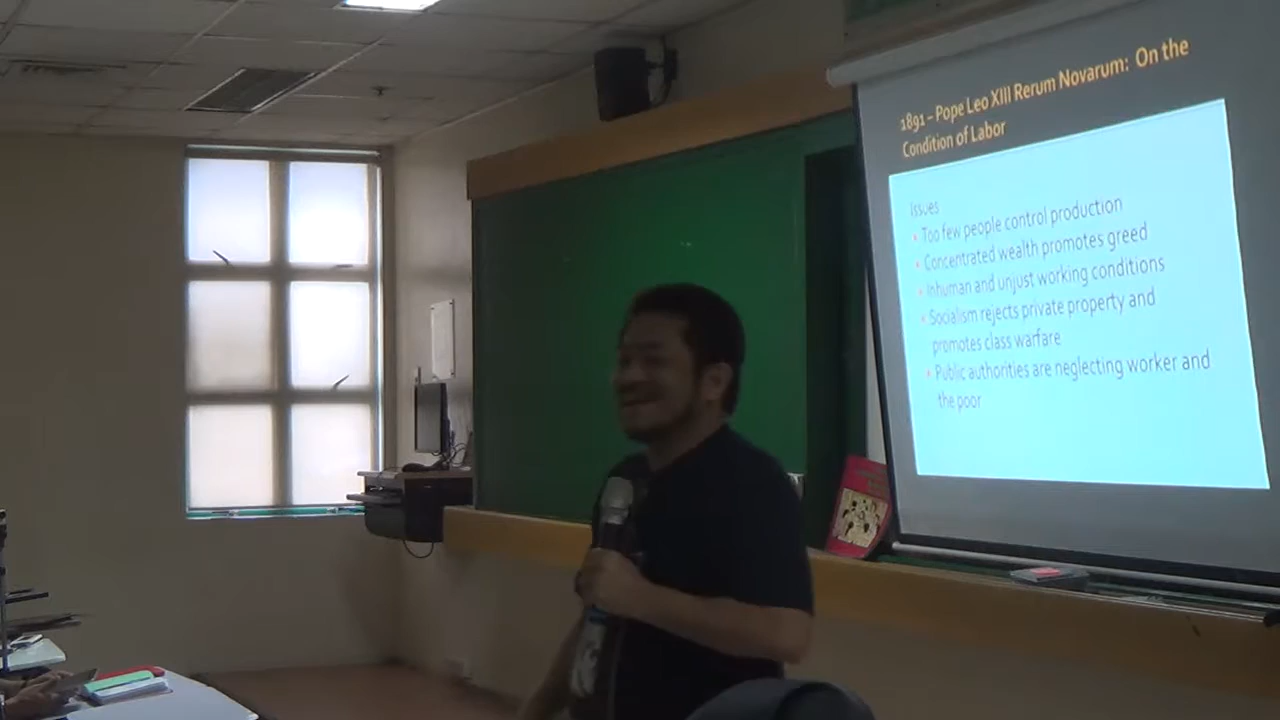 1891 – Pope Leo XIII Rerum Novarum: On the
Condition of Labor
Issues
• Too few people control production
• Concentrated wealth promotes greed
• Inhuman and unjust working conditions
• Socialism rejects private property and
promotes class warfare
• Public authorities are neglecting worker and
the poor